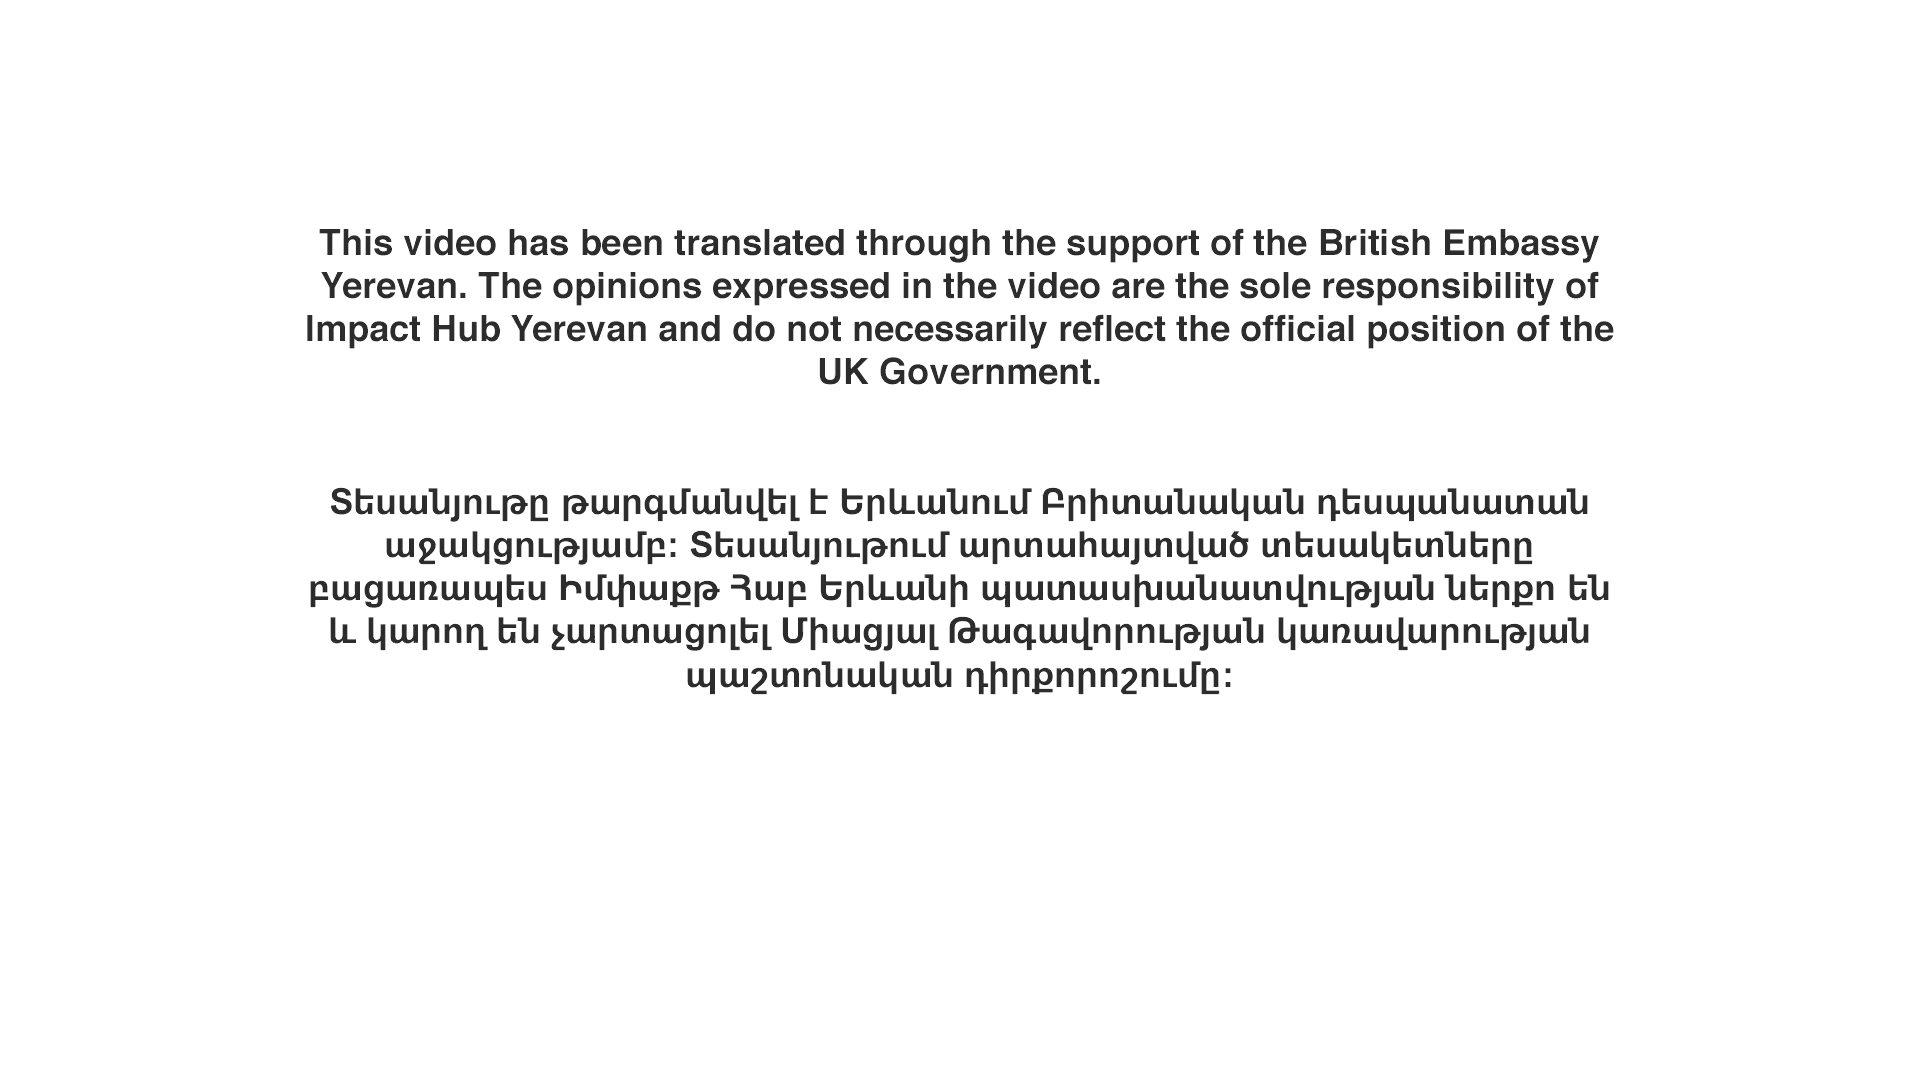 This video has been translated through the support of the British Embassy
Yerevan. The opinions expressed in the video are the sole responsibility of
Impact Hub Yerevan and do not necessarily reflect the official position of the
UK Government.
Տեսանյութը թարգմանվել է Երևանում Բրիտանական դեսպանատան
աջակցությամբ: Տեսանյութում արտահայտված տեսակետները
բացառապես Իմփաքթ Հաբ Երևանի պատասխանատվության ներքո են
և կարող են չարտացոլել Միացյալ Թագավորության կառավարության
պաշտոնական դիրքորոշումը: